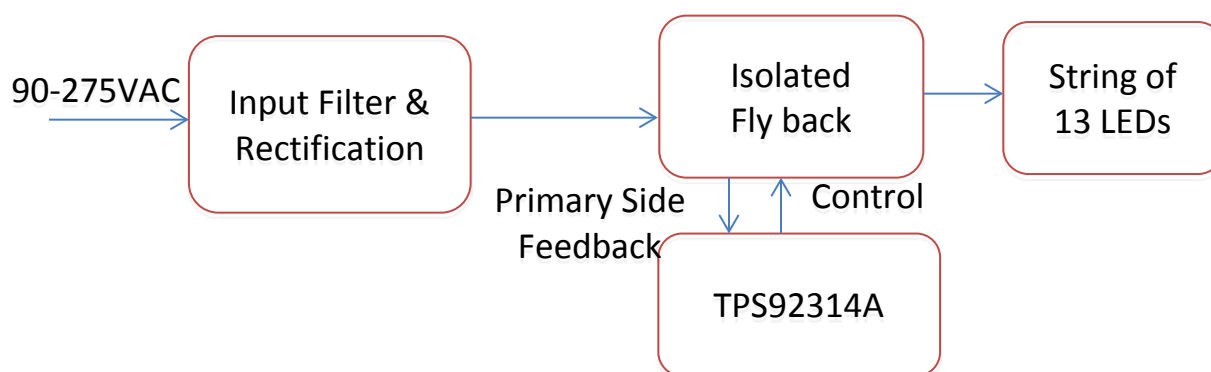 90-275VAC
Input Filter &
Rectification
Isolated
Fly back
String of
13 LEDs
Primary Side
Feedback
Control
TPS92314A